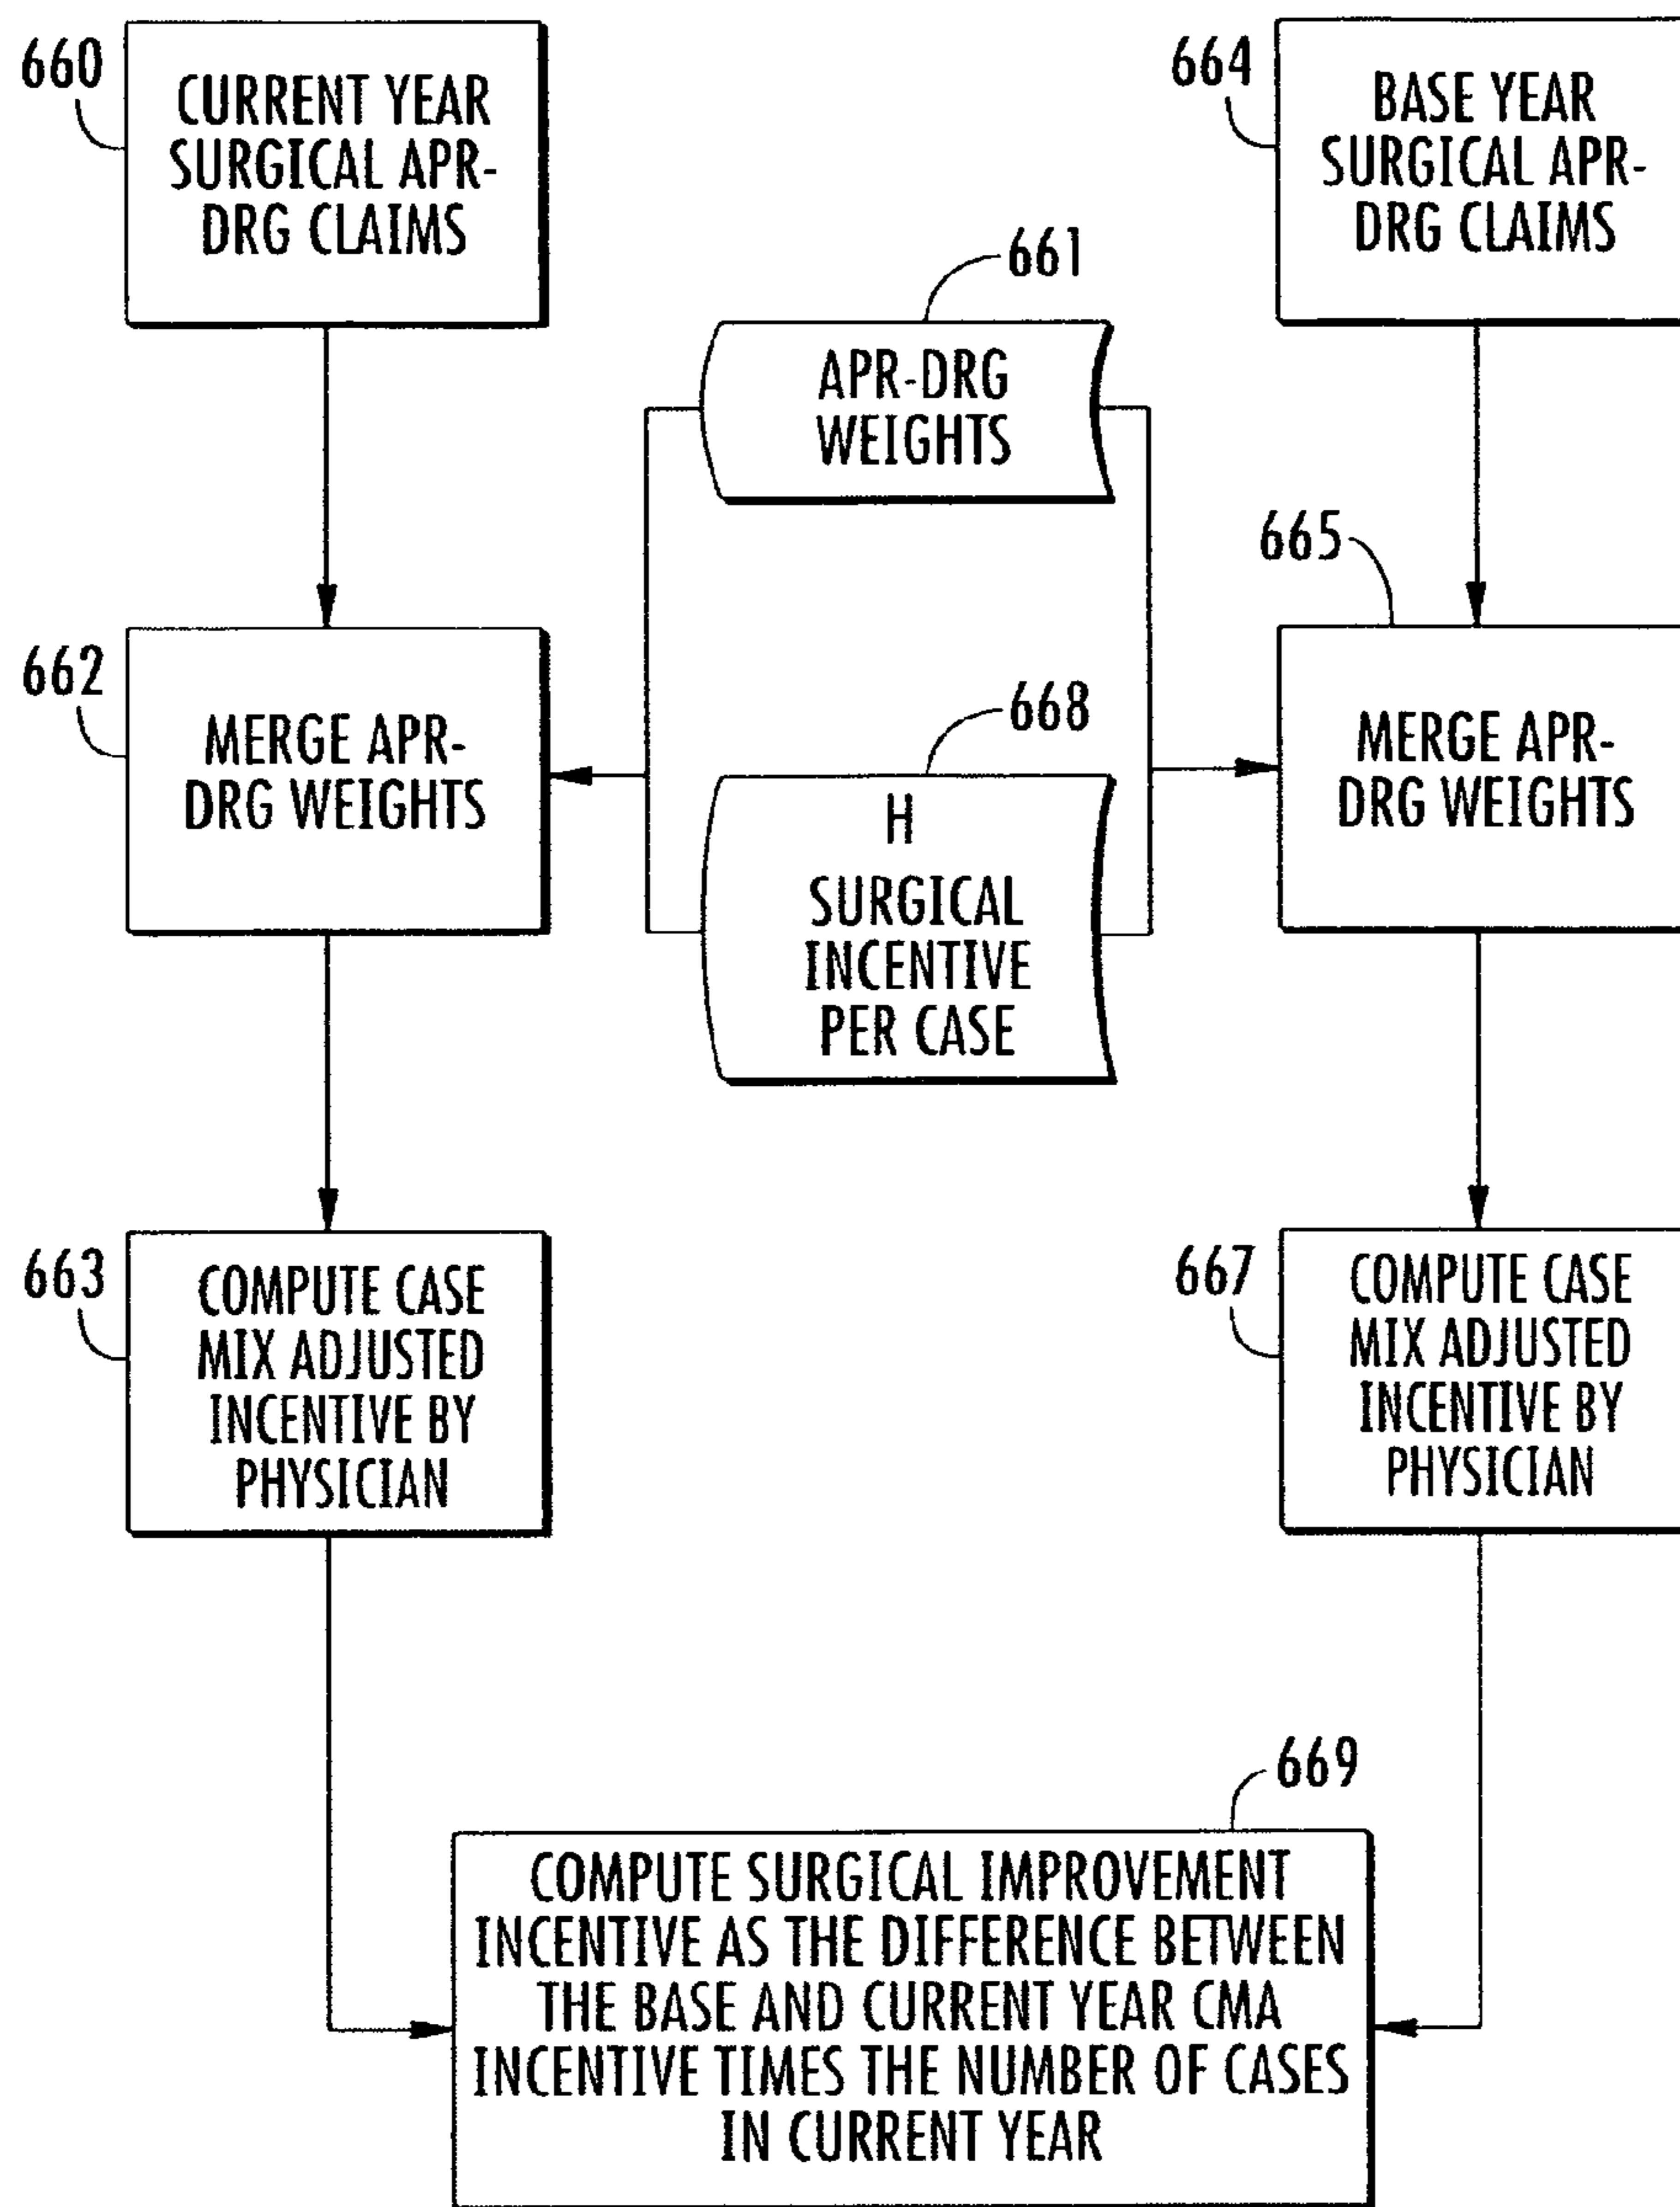 660
CURRENT YEAR
SURGICAL APR-
DRG CLAIMS
664
BASE YEAR
SURGICAL APR-
DRG CLAIMS
661
APR-DRG
WEIGHTS
662
MERGE APR-
DRG WEIGHTS
668
H
SURGICAL
INCENTIVE
PER CASE
665
MERGE APR-
DRG WEIGHTS
663
COMPUTE CASE
MIX ADJUSTED
INCENTIVE BY
PHYSICIAN
667
COMPUTE CASE
MIX ADJUSTED
INCENTIVE BY
PHYSICIAN
669
COMPUTE SURGICAL IMPROVEMENT
INCENTIVE AS THE DIFFERENCE BETWEEN
THE BASE AND CURRENT YEAR CMA
INCENTIVE TIMES THE NUMBER OF CASES
IN CURRENT YEAR